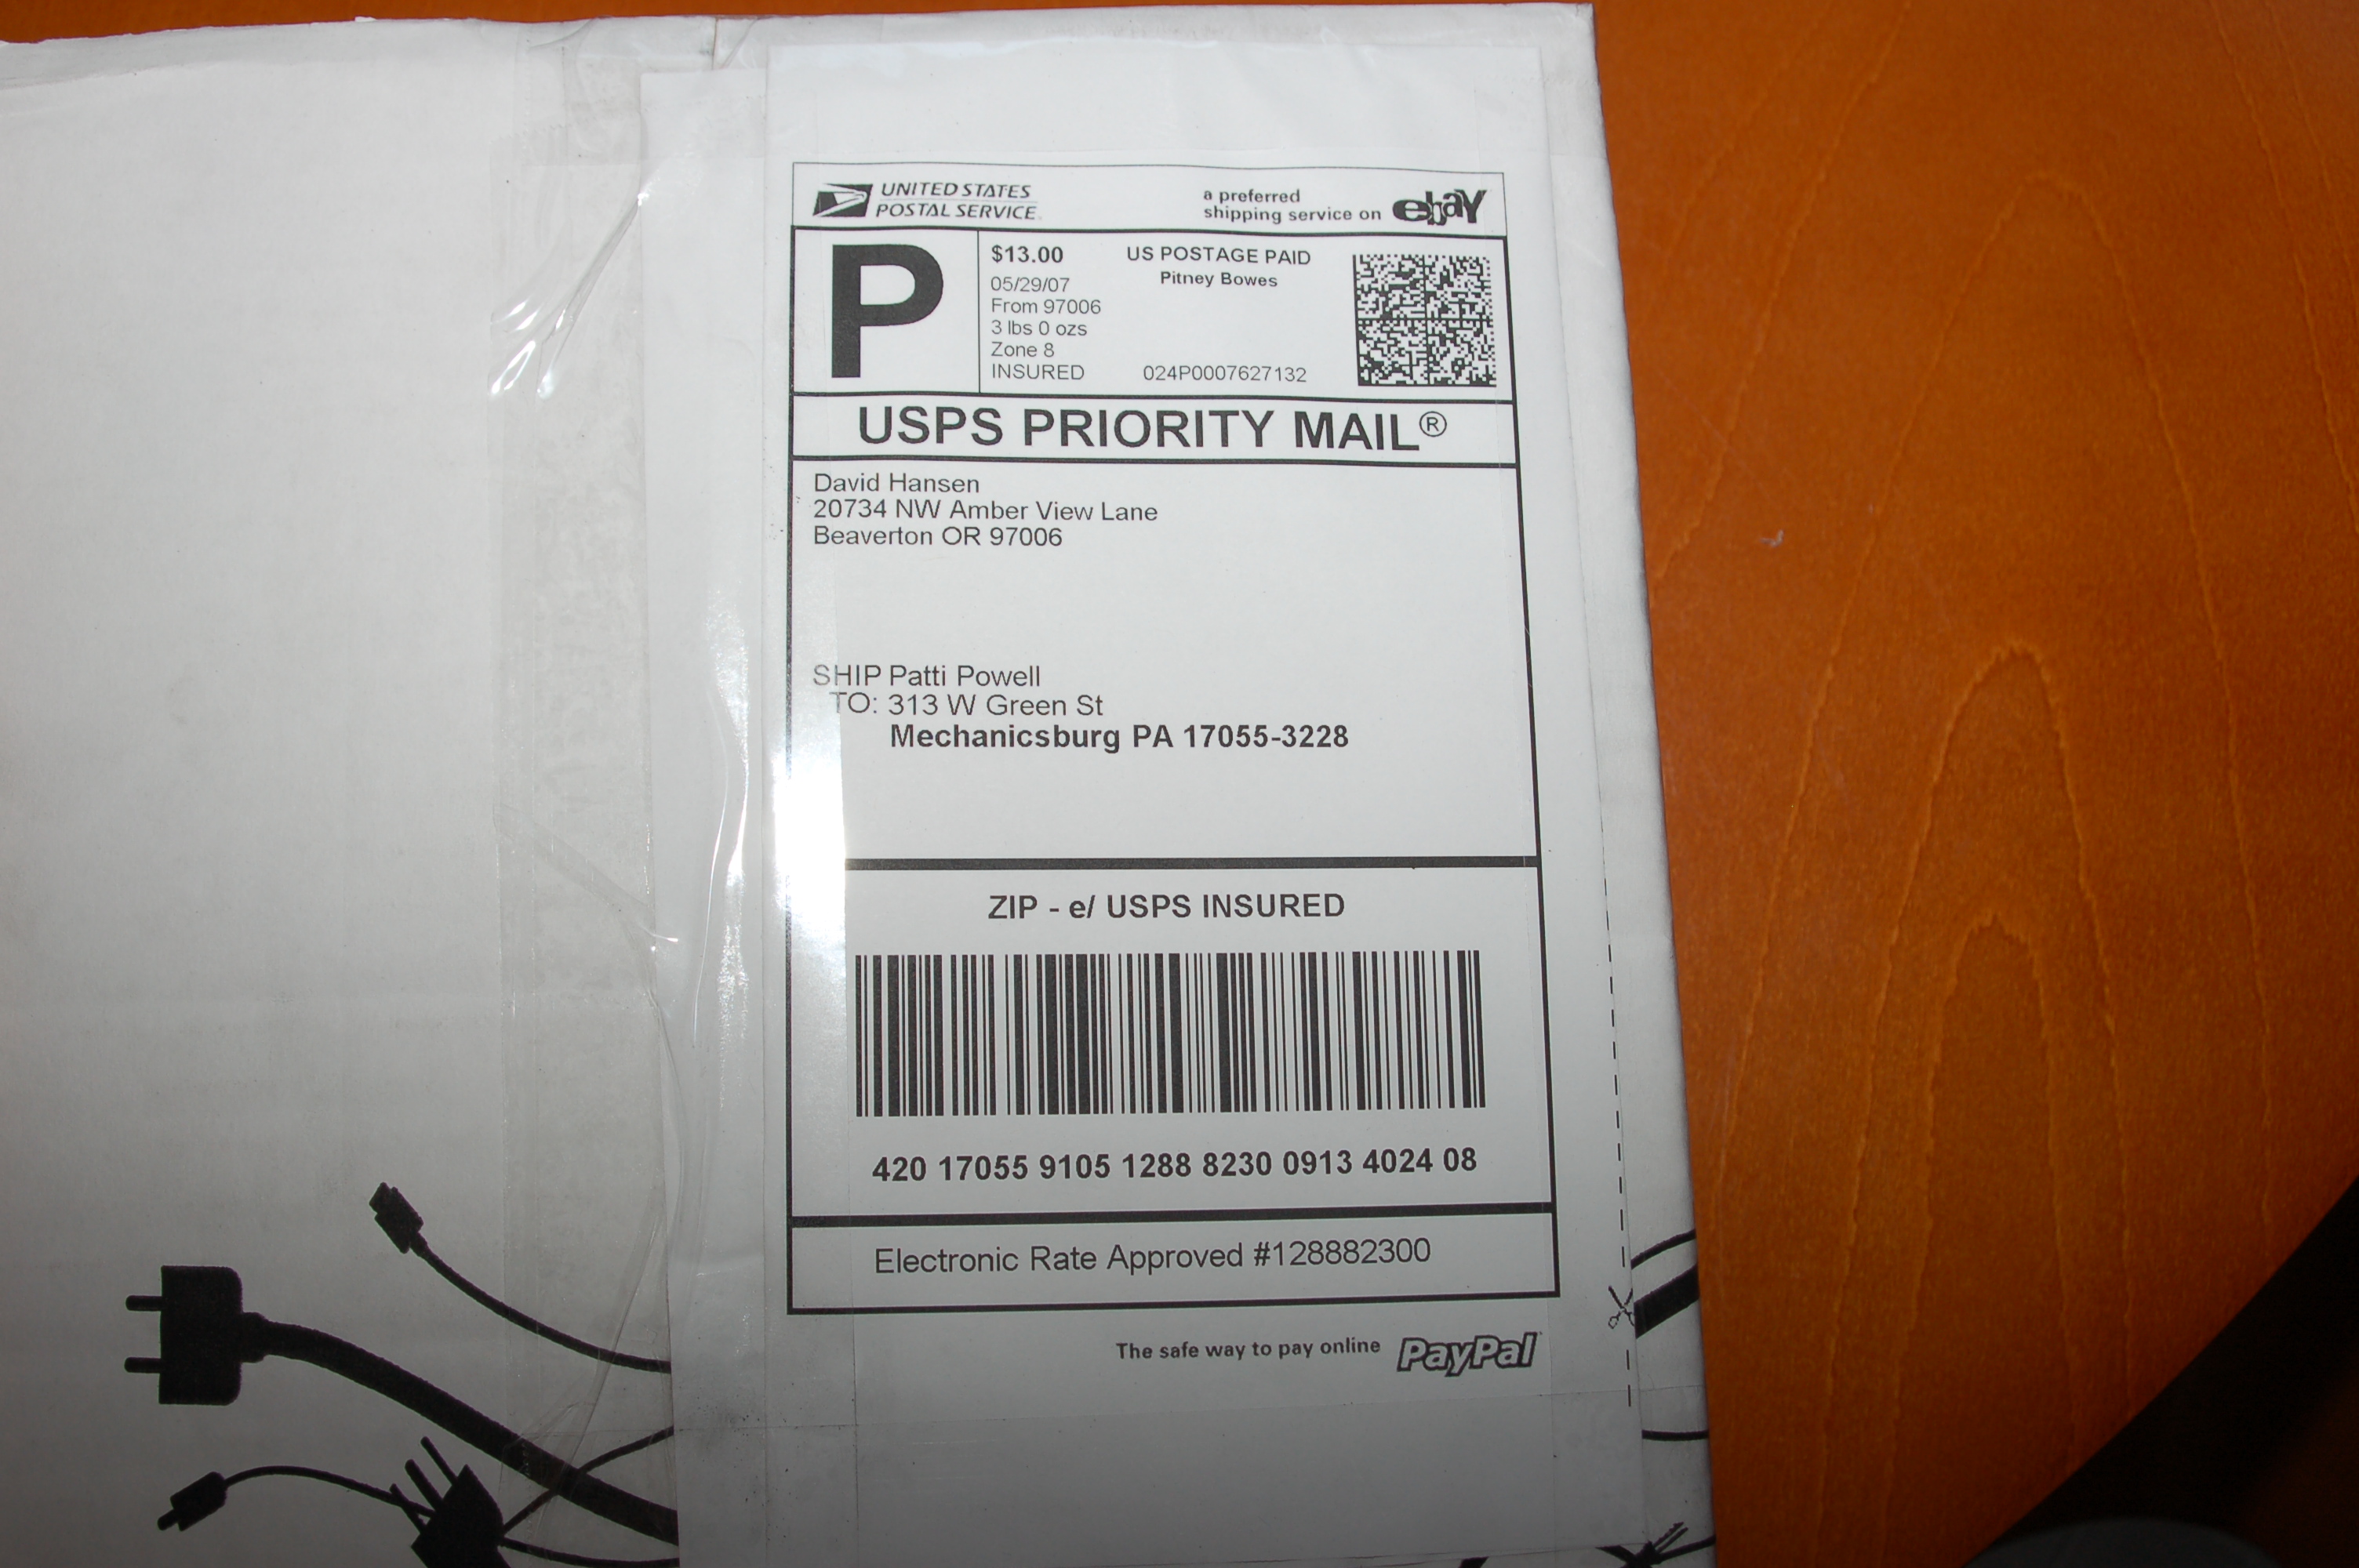 UNITED STATES
POSTAL SERVICE
a preferred
shipping service on ebay
P
$13.00
05/29/07
From 97006
3 lbs 0 ozs
Zone 8
INSURED
US POSTAGE PAID
Pitney Bowes
024P0007627132
USPS PRIORITY MAIL®
David Hansen
20734 NW Amber View Lane
Beaverton OR 97006
SHIP Patti Powell
TO: 313 W Green St
Mechanicsburg PA 17055-3228
ZIP - e/ USPS INSURED
420 17055 9105 1288 8230 0913 4024 08
Electronic Rate Approved #128882300
The safe way to pay online PayPal